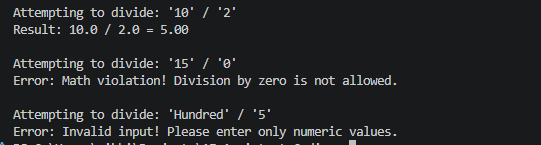 Attempting to divide: '10' / '2'
Result: 10.0 / 2.0 = 5.00
Attempting to divide: '15' / '0'
Error: Math violation! Division by zero is not allowed.
Attempting to divide: 'Hundred' / '5'
Error: Invalid input! Please enter only numeric values.